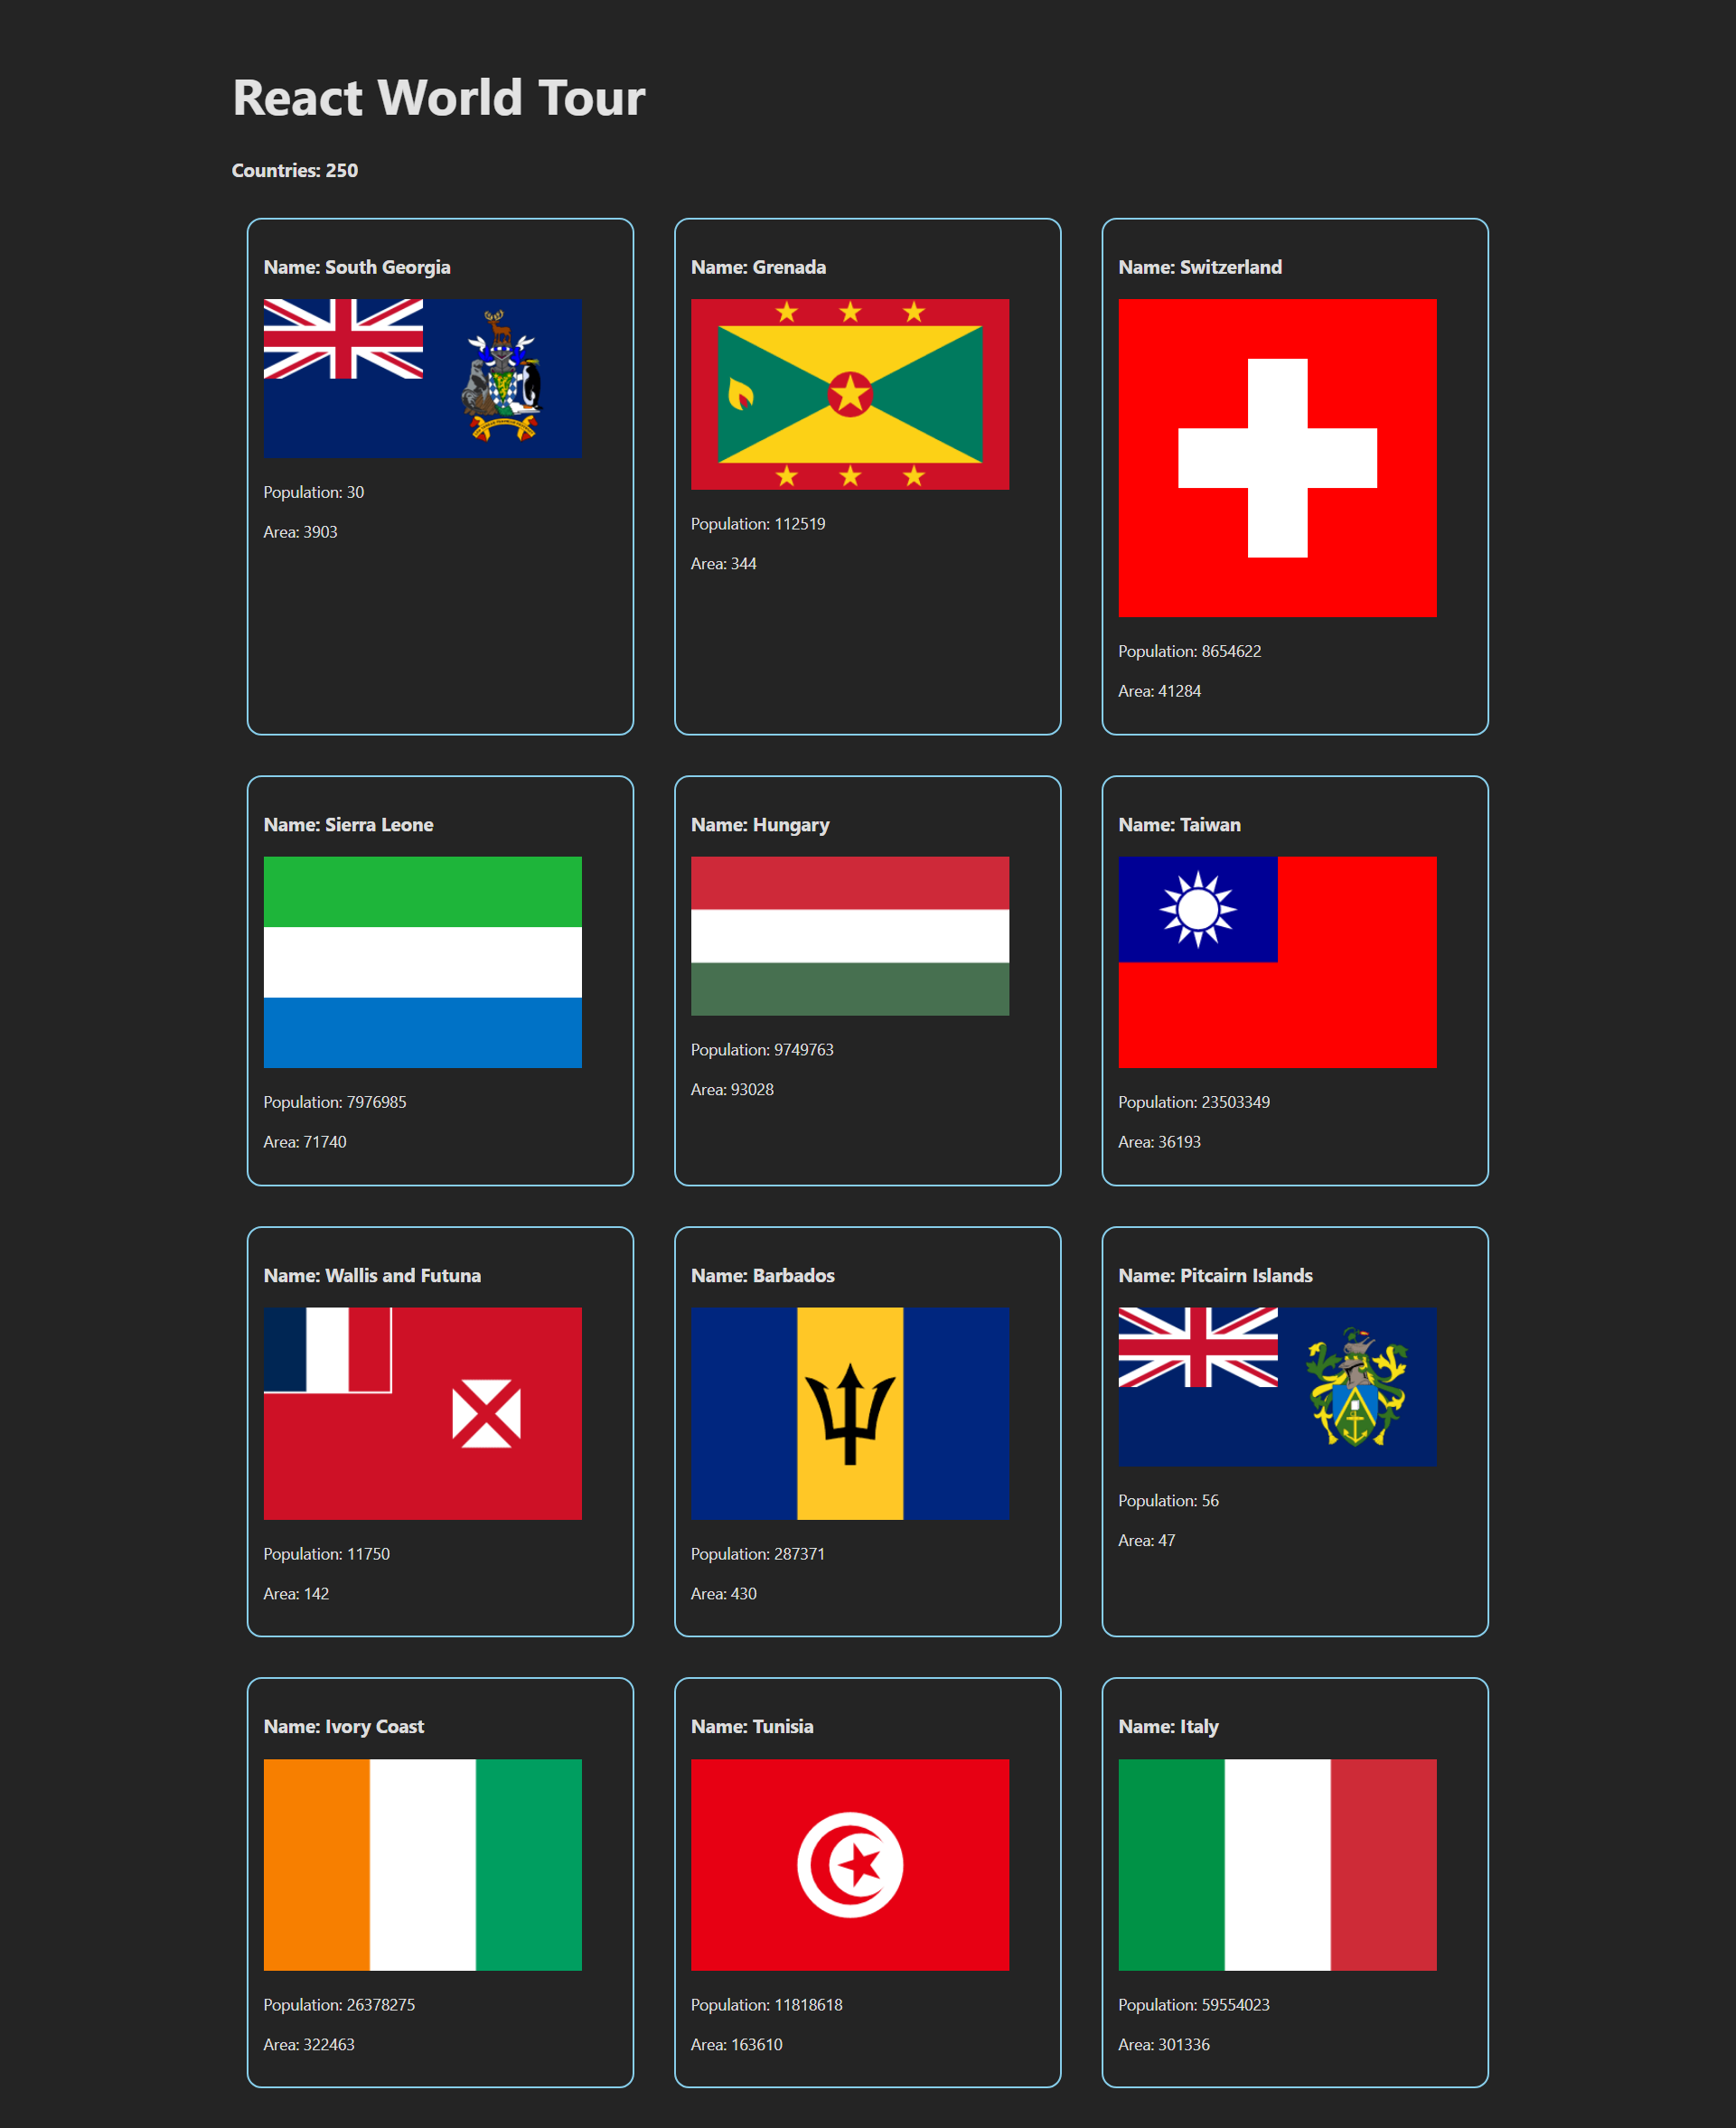 React World Tour
Countries: 250
Name: South Georgia
Population: 30
Area: 3903
Name: Grenada
Population: 112519
Area: 344
Name: Switzerland
Population: 8654622
Area: 41284
Name: Sierra Leone
Population: 7976985
Area: 71740
Name: Hungary
Population: 9749763
Area: 93028
Name: Taiwan
Population: 23503349
Area: 36193
Name: Wallis and Futuna
Population: 11750
Area: 142
Name: Barbados
Population: 287371
Area: 430
Name: Pitcairn Islands
Population: 56
Area: 47
Name: Ivory Coast
Population: 26378275
Area: 322463
Name: Tunisia
Population: 11818618
Area: 163610
Name: Italy
Population: 59554023
Area: 301336